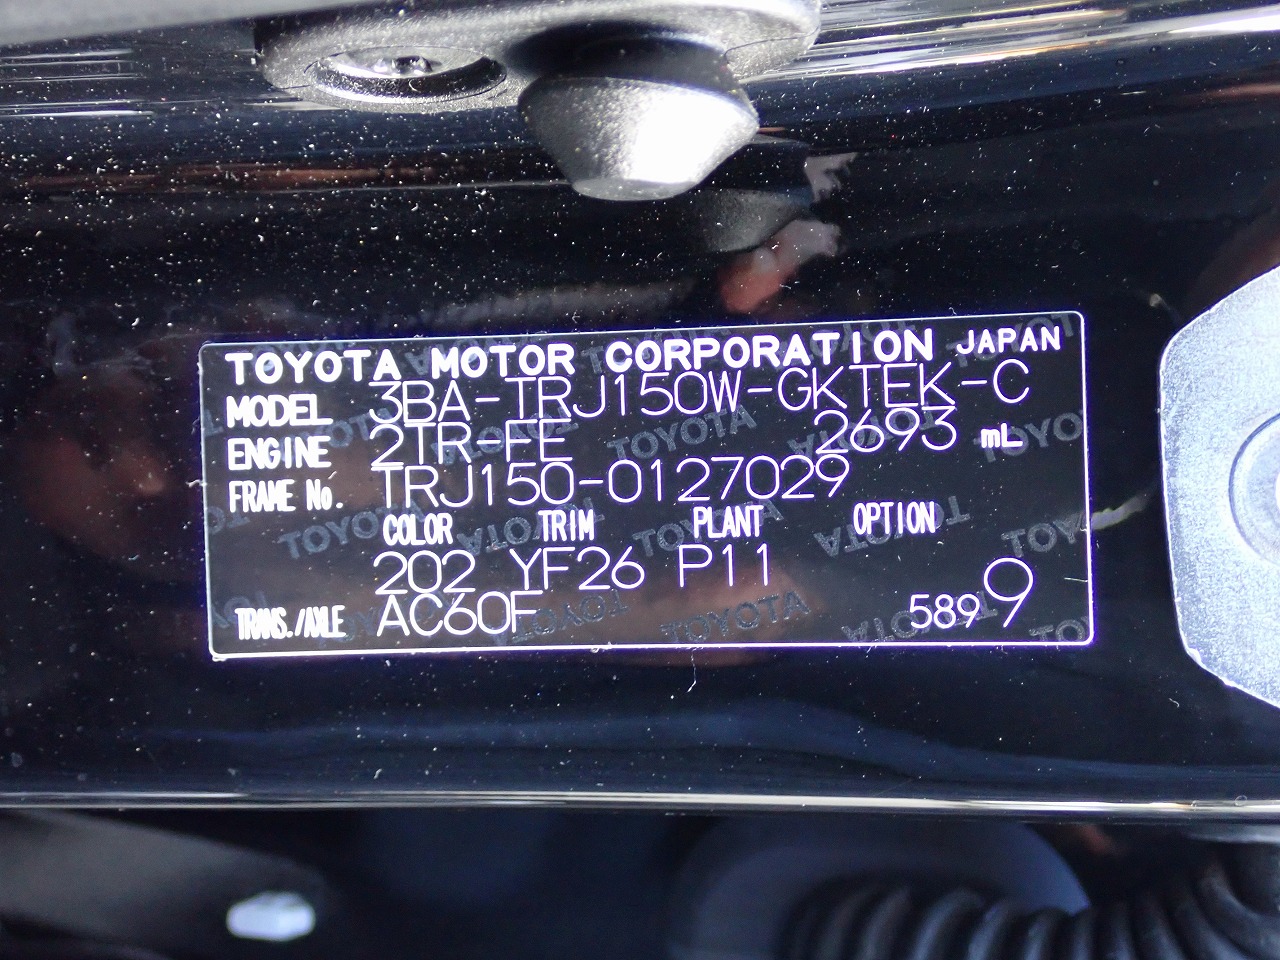 TOYOTA MOTOR CORPORATION JAPAN
MODEL 3BA-TRJ150W-GKTEK-C
ENGINE 2TR-FE 2693 mL
FRAME No. TRJ150-0127029
COLOR TRIM PLANT OPTION
202 YF26 P11
TRANS./AXLE AC60F 589 9